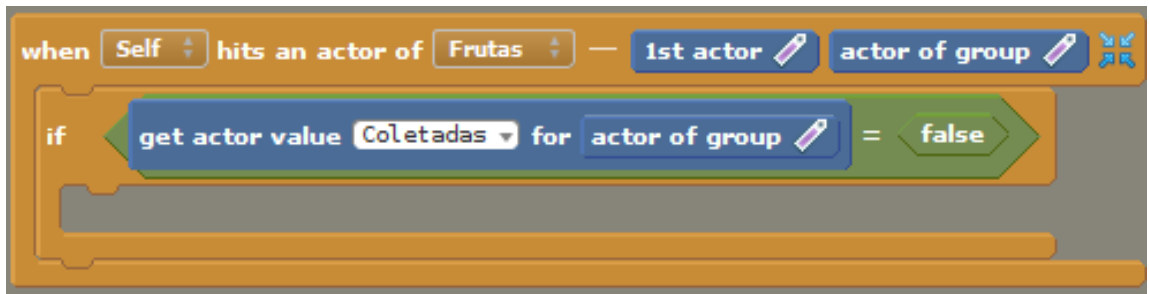 when Self hits an actor of Frutas — 1st actor actor of group
if get actor value Coletadas for actor of group = false